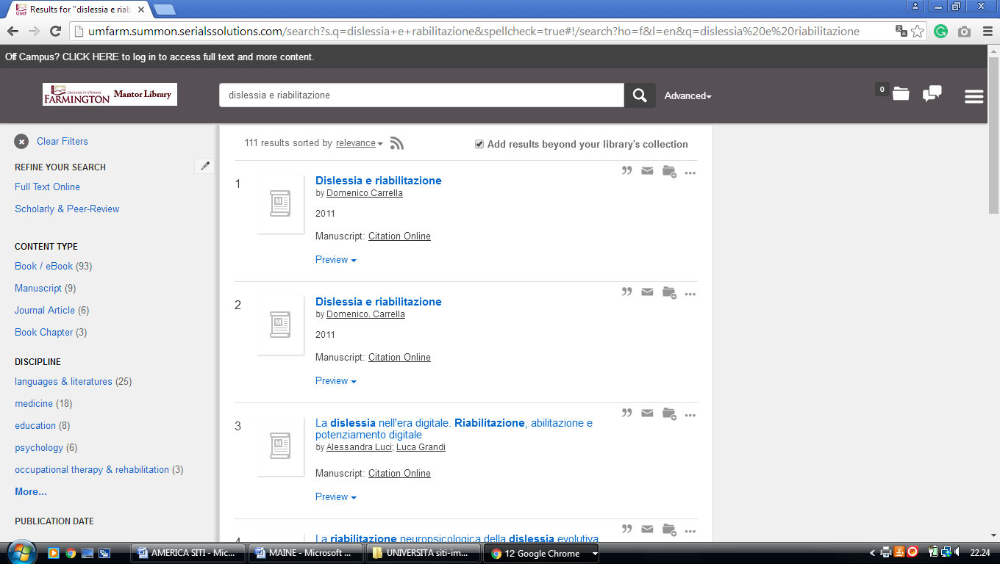 Results for "dislessia e riab
umfarm.summon.serialssolutions.com/search?s.q=dislessia+e+rabilitazione&spellcheck=true#!/search?ho=f&l=en&q=dislessia%20e%20riabilitazione
Off Campus? CLICK HERE to log in to access full text and more content.
UNIVERSITY of MAINE
FARMINGTON Mantor Library
dislessia e riabilitazione
Advanced
0
Clear Filters
REFINE YOUR SEARCH
Full Text Online
Scholarly & Peer-Review
CONTENT TYPE
Book / eBook (93)
Manuscript (9)
Journal Article (6)
Book Chapter (3)
DISCIPLINE
languages & literatures (25)
medicine (18)
education (8)
psychology (6)
occupational therapy & rehabilitation (3)
More...
PUBLICATION DATE
111 results sorted by relevance
Add results beyond your library's collection
1
Dislessia e riabilitazione
by Domenico Carrella
2011
Manuscript: Citation Online
Preview
2
Dislessia e riabilitazione
by Domenico. Carrella
2011
Manuscript: Citation Online
Preview
3
La dislessia nell'era digitale. Riabilitazione, abilitazione e
potenziamento digitale
by Alessandra Luci; Luca Grandi
Manuscript: Citation Online
Preview
4
La riabilitazione neuropsicologica della dislessia evolutiva
AMERICA SITI - Mic...
MAINE - Microsoft ...
UNIVERSITA siti-im...
12 Google Chrome
22.24